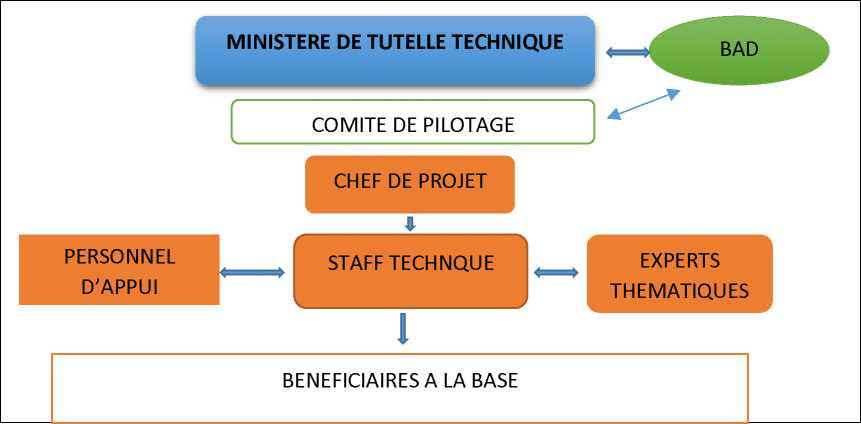 MINISTERE DE TUTELLE TECHNIQUE
BAD
COMITE DE PILOTAGE
CHEF DE PROJET
PERSONNEL
D’APPUI
STAFF TECHNQUE
EXPERTS
THEMATIQUES
BENEFICIAIRES A LA BASE